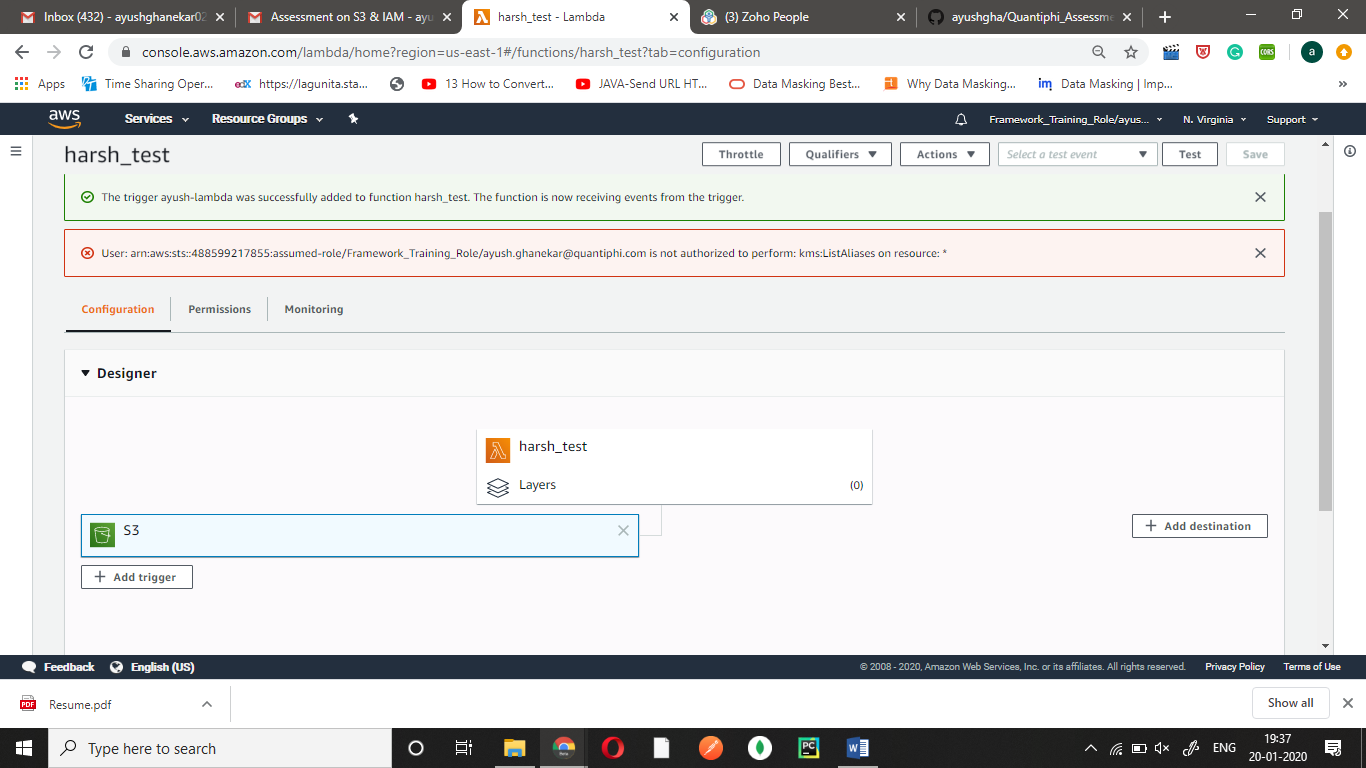 Inbox (432) - ayushghanekar02
Assessment on S3 & IAM - ayu
harsh_test - Lambda
(3) Zoho People
ayushgha/Quantiphi_Assessme
console.aws.amazon.com/lambda/home?region=us-east-1#/functions/harsh_test?tab=configuration
CORS
a
Apps
Time Sharing Oper...
edX
https://lagunita.sta...
13 How to Convert...
JAVA-Send URL HT...
Data Masking Best...
Why Data Masking...
im
Data Masking | Imp...
»
aws
Services
Resource Groups
Framework_Training_Role/ayus...
N. Virginia
Support
harsh_test
Throttle
Qualifiers
Actions
Select a test event
Test
Save
The trigger ayush-lambda was successfully added to function harsh_test. The function is now receiving events from the trigger.
User: arn:aws:sts::488599217855:assumed-role/Framework_Training_Role/ayush.ghanekar@quantiphi.com is not authorized to perform: kms:ListAliases on resource: *
Configuration
Permissions
Monitoring
Designer
harsh_test
Layers
(0)
S3
Add destination
Add trigger
Feedback
English (US)
© 2008 - 2020, Amazon Web Services, Inc. or its affiliates. All rights reserved.
Privacy Policy
Terms of Use
PDF
Resume.pdf
Show all
Type here to search
PC
W
ENG
19:37
20-01-2020